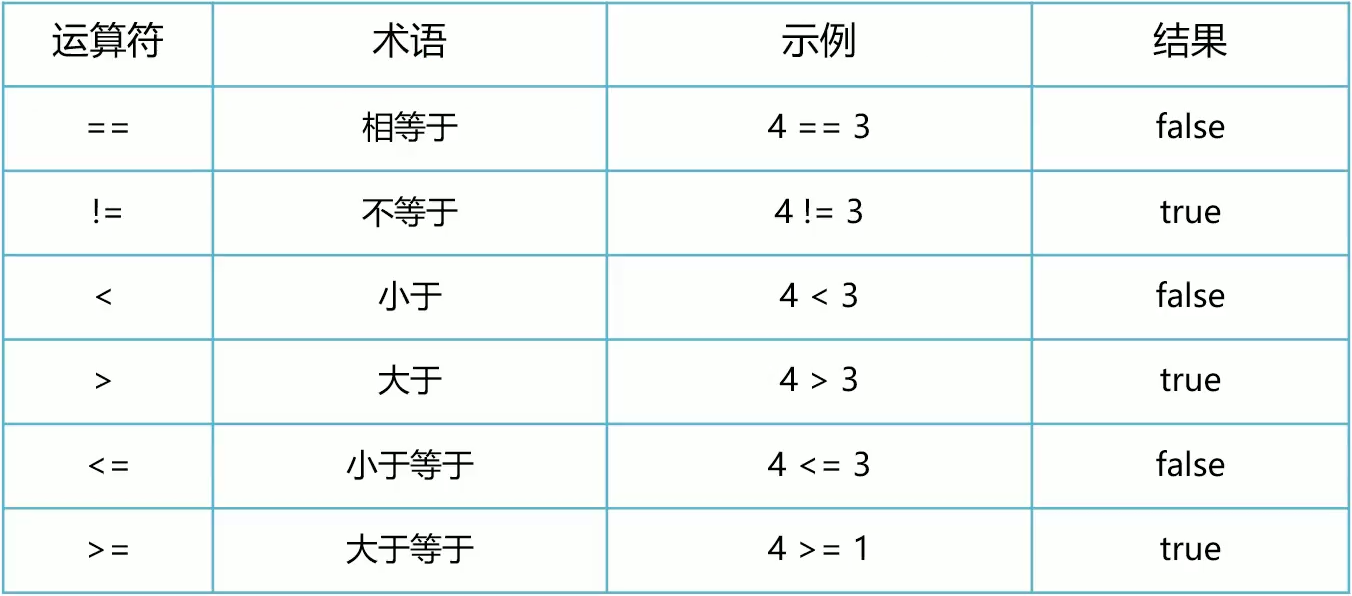 运算符 术语 示例 结果
== 相等于 4 == 3 false
!= 不等于 4 != 3 true
< 小于 4 < 3 false
> 大于 4 > 3 true
<= 小于等于 4 <= 3 false
>= 大于等于 4 >= 1 true